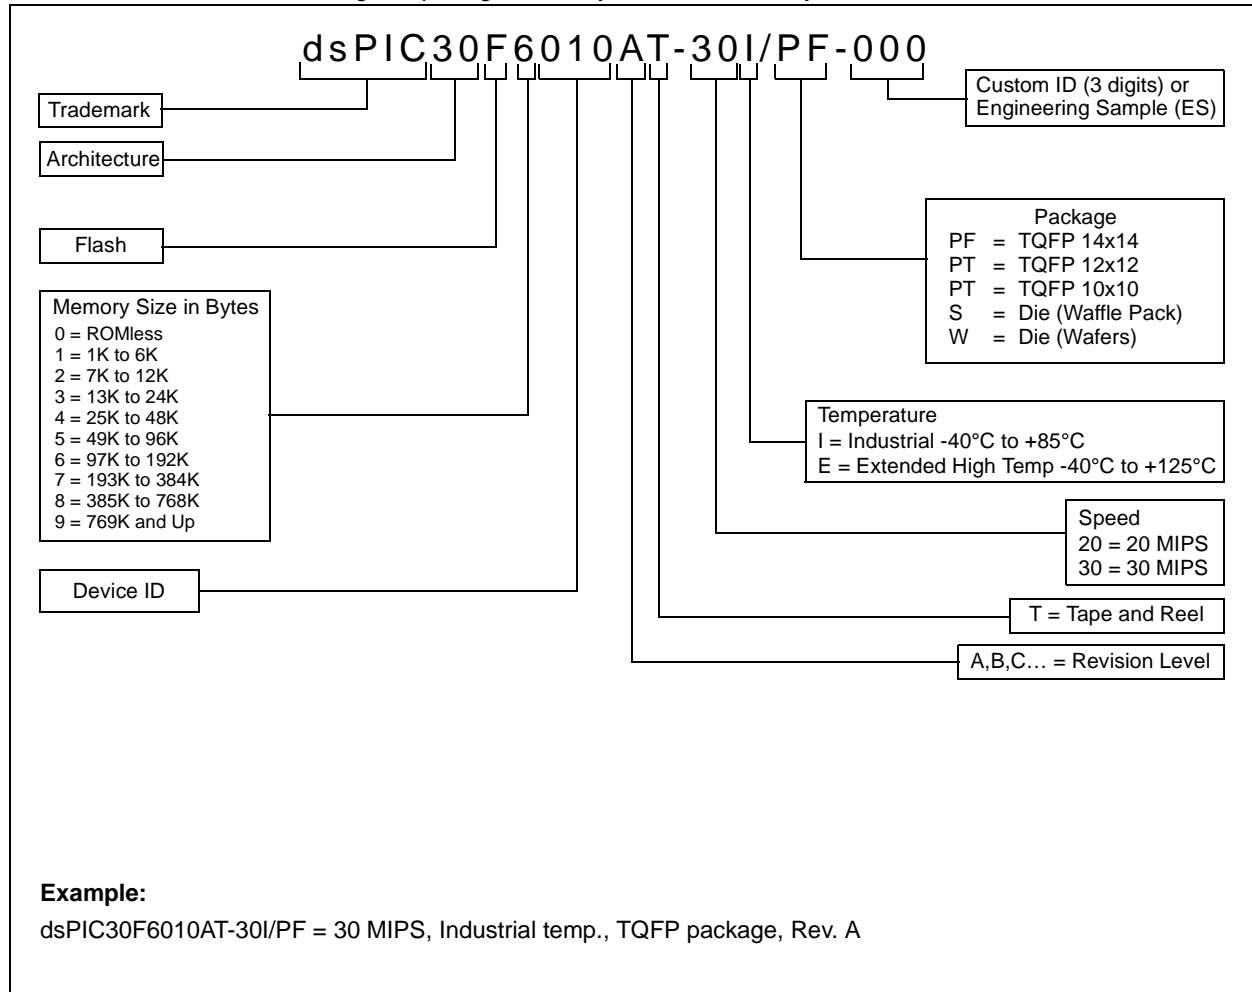 dsPIC30F6010AT-30I/PF-000
Trademark
Architecture
Flash
Memory Size in Bytes
0 = ROMless
1 = 1K to 6K
2 = 7K to 12K
3 = 13K to 24K
4 = 25K to 48K
5 = 49K to 96K
6 = 97K to 192K
7 = 193K to 384K
8 = 385K to 768K
9 = 769K and Up
Device ID
Custom ID (3 digits) or
Engineering Sample (ES)
Package
PF = TQFP 14x14
PT = TQFP 12x12
PT = TQFP 10x10
S = Die (Waffle Pack)
W = Die (Wafers)
Temperature
I = Industrial -40°C to +85°C
E = Extended High Temp -40°C to +125°C
Speed
20 = 20 MIPS
30 = 30 MIPS
T = Tape and Reel
A,B,C… = Revision Level
Example:
dsPIC30F6010AT-30I/PF = 30 MIPS, Industrial temp., TQFP package, Rev. A